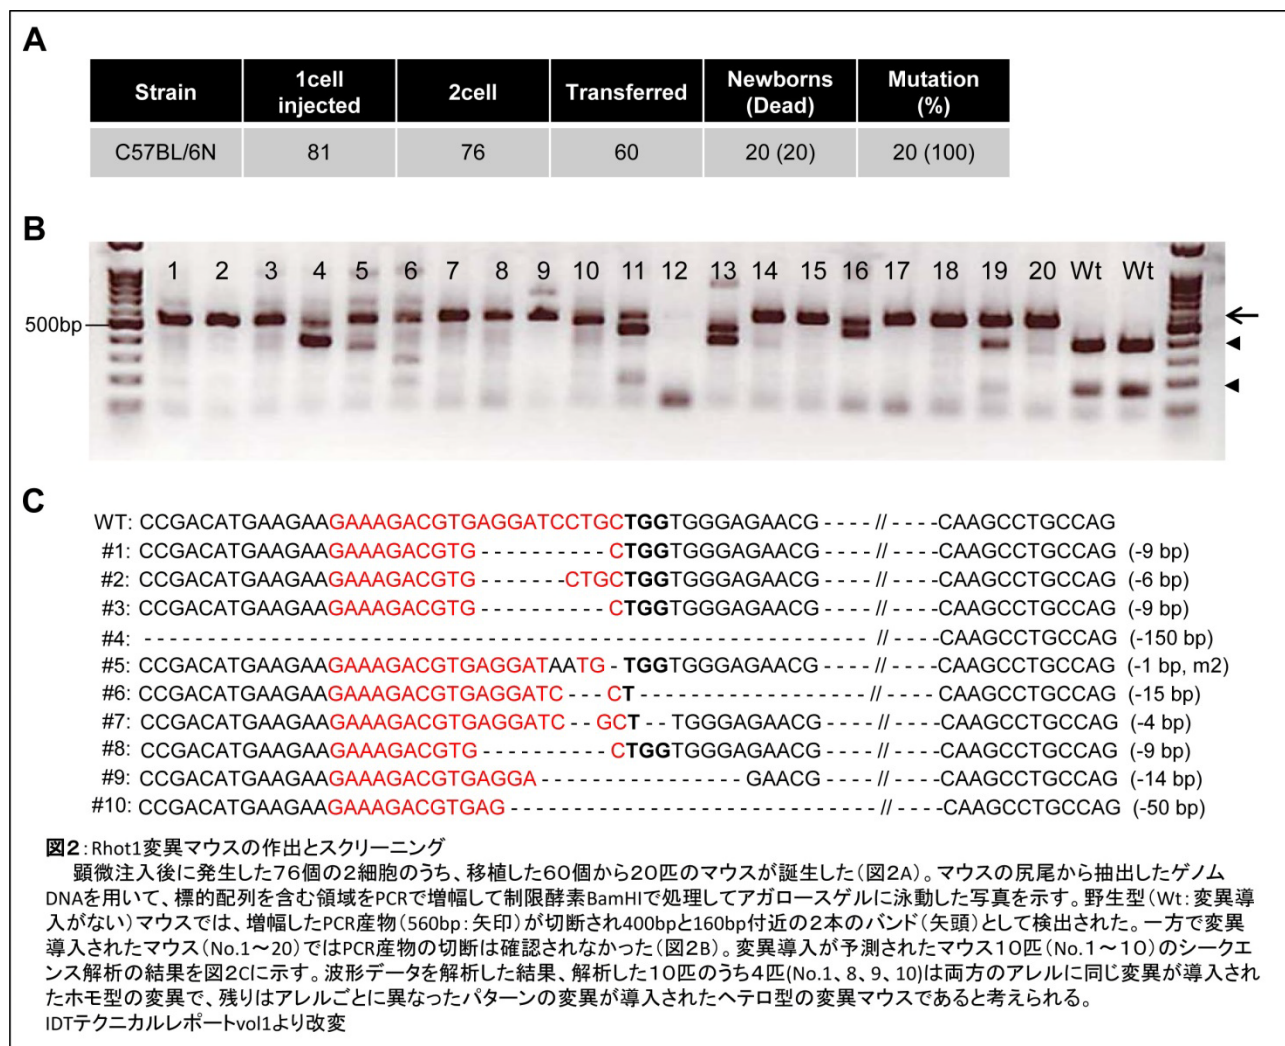 A
Strain 1cell injected 2cell Transferred Newborns (Dead) Mutation (%)
C57BL/6N 81 76 60 20 (20) 20 (100)
B
1 2 3 4 5 6 7 8 9 10 11 12 13 14 15 16 17 18 19 20 Wt Wt
500bp
C
WT: CCGACATGAAGAAGAAAGACGTGAGGATCCTGCTGGTGGGAGAACG - - - - // - - - -CAAGCCTGCCAG
#1: CCGACATGAAGAAGAAAGACGTG- - - - - - - - -CTGGTGGGAGAACG - - - - // - - - -CAAGCCTGCCAG (-9 bp)
#2: CCGACATGAAGAAGAAAGACGTG- - - - - -CTGCTGGTGGGAGAACG - - - - // - - - -CAAGCCTGCCAG (-6 bp)
#3: CCGACATGAAGAAGAAAGACGTG- - - - - - - - -CTGGTGGGAGAACG - - - - // - - - -CAAGCCTGCCAG (-9 bp)
#4: - - - - - - - - - - - - - - - - - - - - - - - - - - - - - - - - - - - - - - - - - - - - - - - - - - // - - - -CAAGCCTGCCAG (-150 bp)
#5: CCGACATGAAGAAGAAAGACGTGAGGATAATG-TGGTGGGAGAACG - - - - // - - - -CAAGCCTGCCAG (-1 bp, m2)
#6: CCGACATGAAGAAGAAAGACGTGAGGATC- - -CT- - - - - - - - - - - - - - - - // - - - -CAAGCCTGCCAG (-15 bp)
#7: CCGACATGAAGAAGAAAGACGTGAGGATC- -GCT- -TGGGAGAACG - - - - // - - - -CAAGCCTGCCAG (-4 bp)
#8: CCGACATGAAGAAGAAAGACGTG- - - - - - - - -CTGGTGGGAGAACG - - - - // - - - -CAAGCCTGCCAG (-9 bp)
#9: CCGACATGAAGAAGAAAGACGTGAGGA- - - - - - - - - - - - - -GAACG - - - - // - - - -CAAGCCTGCCAG (-14 bp)
#10: CCGACATGAAGAAGAAAGACGTGAG- - - - - - - - - - - - - - - - - - - - - - - - - // - - - -CAAGCCTGCCAG (-50 bp)
図2：Rhot1変異マウスの作出とスクリーニング
顕微注入後に発生した76個の2細胞のうち、移植した60個から20匹のマウスが誕生した（図2A）。マウスの尻尾から抽出したゲノム
DNAを用いて、標的配列を含む領域をPCRで増幅して制限酵素BamHIで処理してアガロースゲルに泳動した写真を示す。野生型（Wt：変異導
入がない）マウスでは、増幅したPCR産物（560bp：矢印）が切断され400bpと160bp付近の2本のバンド（矢頭）として検出された。一方で変異
導入されたマウス（No.1～20）ではPCR産物の切断は確認されなかった（図2B）。変異導入が予測されたマウス10匹（No.1～10）のシークエ
ンス解析の結果を図2Cに示す。波形データを解析した結果、解析した10匹のうち4匹(No.1、8、9、10)は両方のアレルに同じ変異が導入され
たホモ型の変異で、残りはアレルごとに異なったパターンの変異が導入されたヘテロ型の変異マウスであると考えられる。
IDTテクニカルレポートvol1より改変